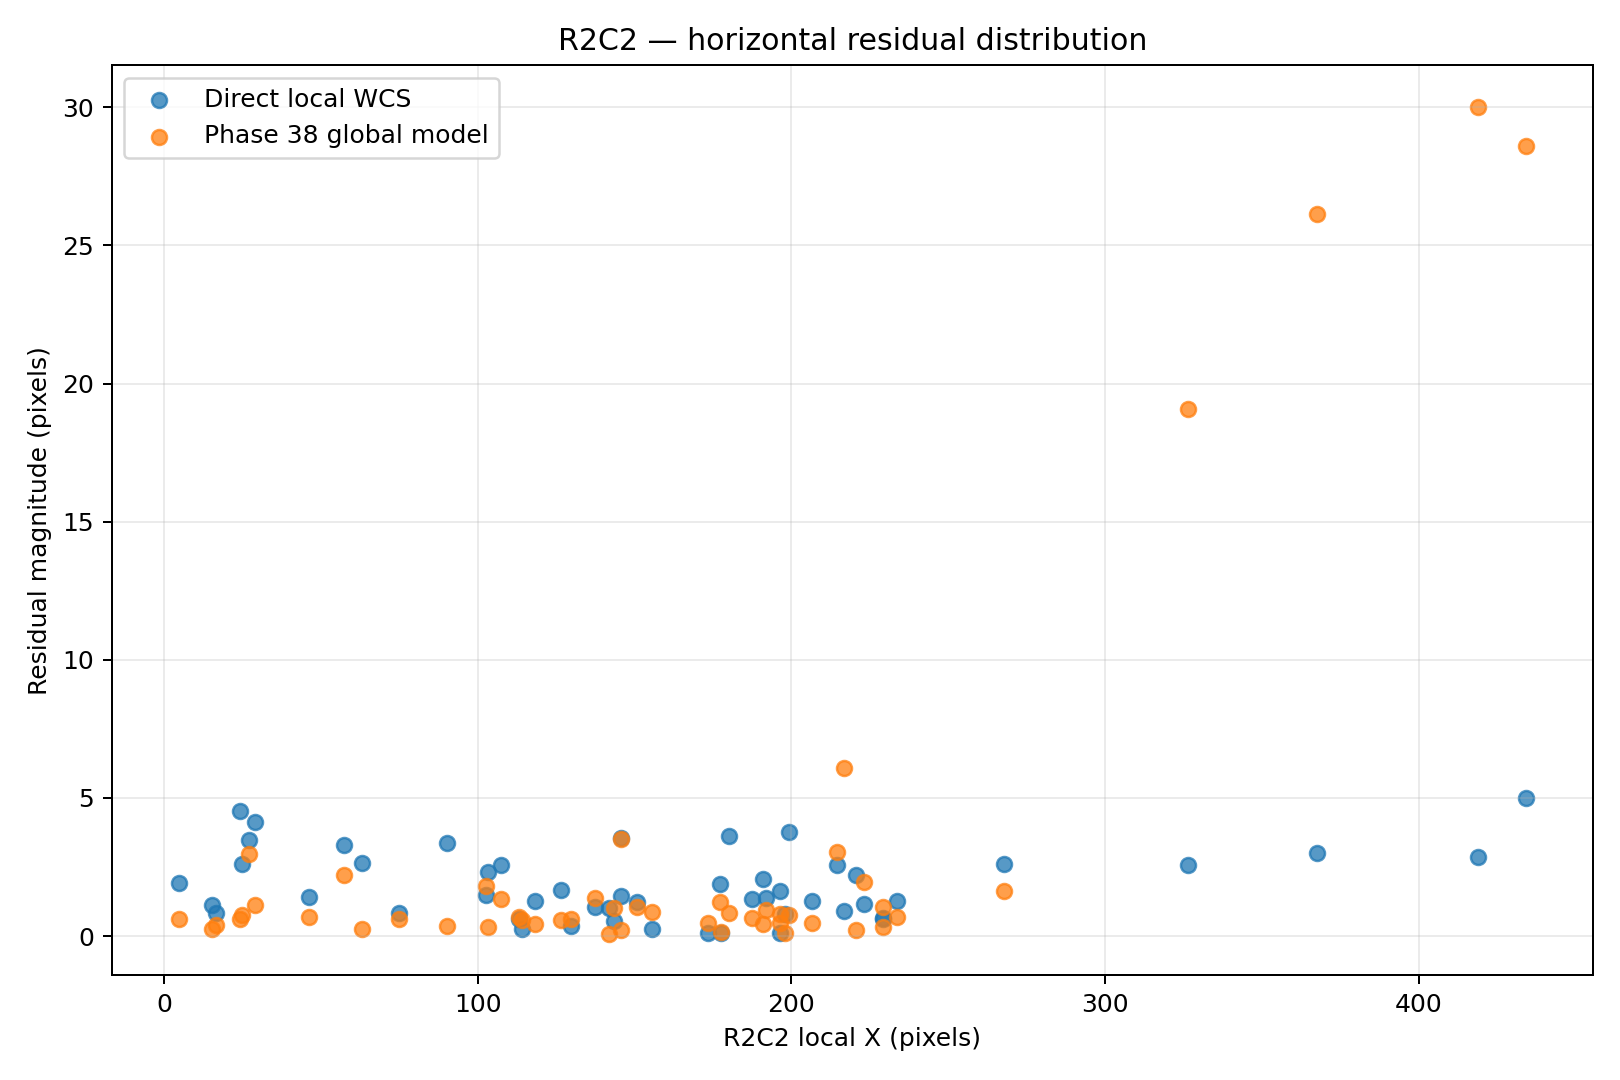 R2C2 — horizontal residual distribution
Direct local WCS
Phase 38 global model
Residual magnitude (pixels)
30
25
20
15
10
5
0
0 100 200 300 400
R2C2 local X (pixels)